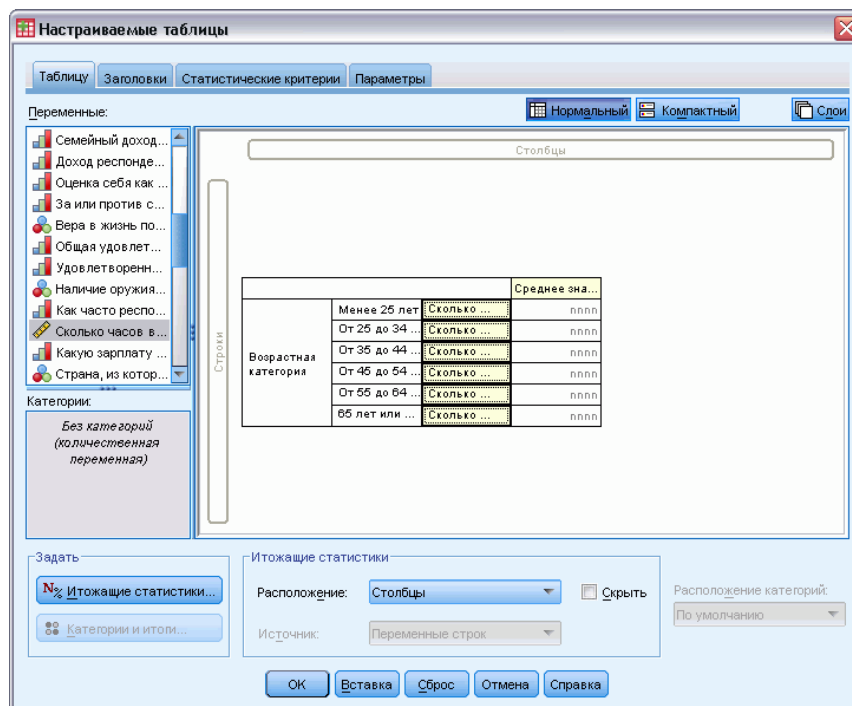 Настраиваемые таблицы
Таблицу Заголовки Статистические критерии Параметры
Переменные:
Нормальный Компактный Слои
Семейный доход...
Доход респонде...
Оценка себя как ...
За или против с...
Вера в жизнь по...
Общая удовлет...
Удовлетворенн...
Наличие оружия...
Как часто респо...
Сколько часов в...
Какую зарплату ...
Страна, из котор...
Категории:
Без категорий
(количественная
переменная)
Столбцы
Строки
Среднее зна...
Возрастная
категория
Менее 25 лет Сколько ... nnnn
От 25 до 34 ... Сколько ... nnnn
От 35 до 44 ... Сколько ... nnnn
От 45 до 54 ... Сколько ... nnnn
От 55 до 64 ... Сколько ... nnnn
65 лет или ... Сколько ... nnnn
Задать
N% Итожащие статистики...
Категории и итоги...
Итожащие статистики
Расположение: Столбцы Скрыть
Источник: Переменные строк
Расположение категорий:
По умолчанию
OK Вставка Сброс Отмена Справка